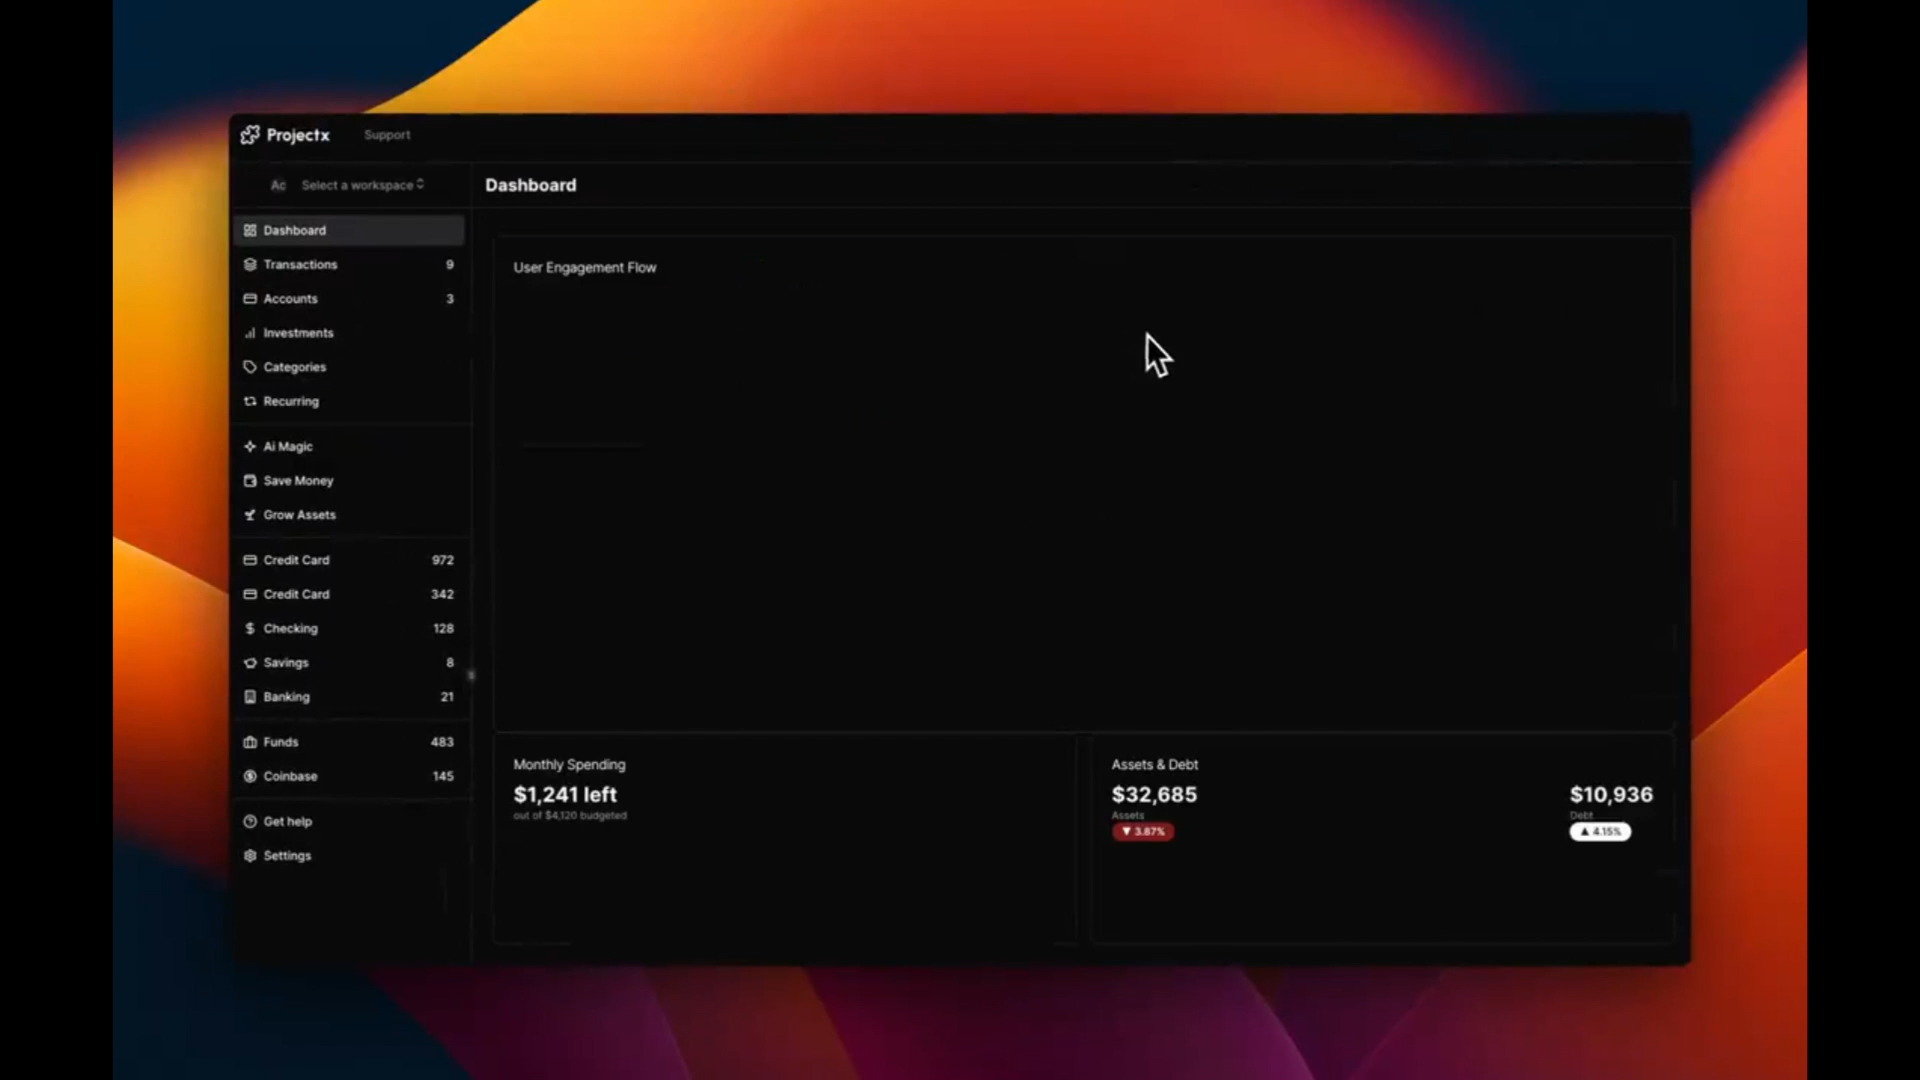 Projectx Support
Ac Select a workspace
Dashboard
Dashboard
Transactions 9
Accounts 3
Investments
Categories
Recurring
Ai Magic
Save Money
Grow Assets
Credit Card 972
Credit Card 342
Checking 128
Savings 8
Banking 21
Funds 483
Coinbase 145
Get help
Settings
User Engagement Flow
Monthly Spending
$1,241 left
out of $4,120 budgeted
Assets & Debt
$32,685
Assets
▼ 3.87%
$10,936
Debt
▲ 4.15%